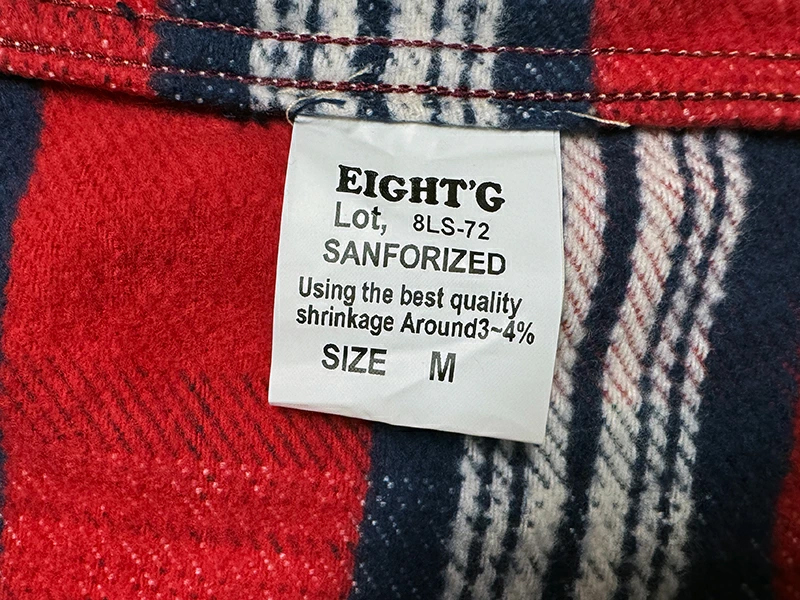 EIGHT'G
Lot, 8LS-72
SANFORIZED
Using the best quality
shrinkage Around3~4%
SIZE M